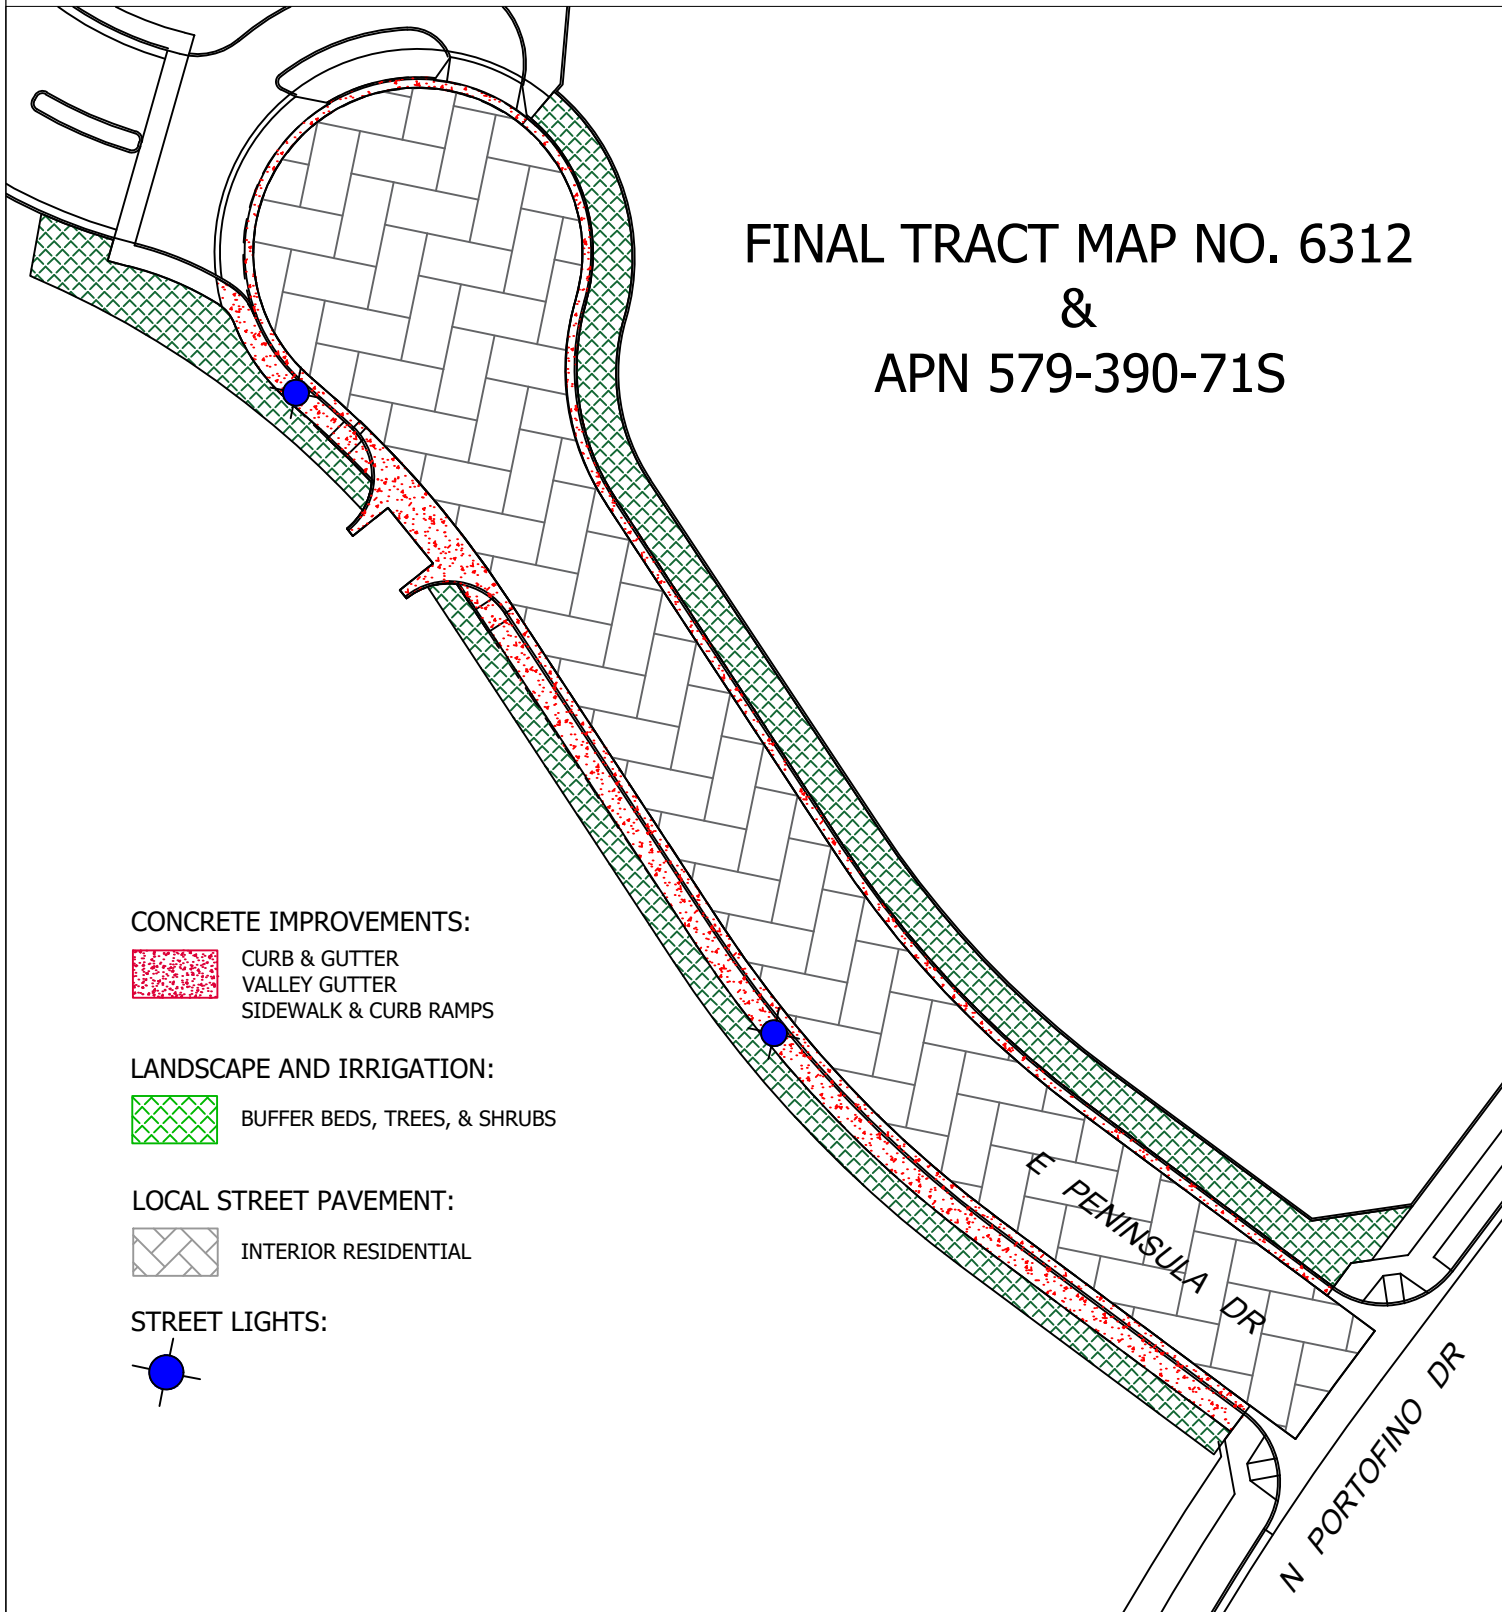 FINAL TRACT MAP NO. 6312
&
APN 579-390-71S
CONCRETE IMPROVEMENTS:
CURB & GUTTER
VALLEY GUTTER
SIDEWALK & CURB RAMPS
LANDSCAPE AND IRRIGATION:
BUFFER BEDS, TREES, & SHRUBS
LOCAL STREET PAVEMENT:
INTERIOR RESIDENTIAL
STREET LIGHTS:
E PENINSULA DR
N PORTOFINO DR